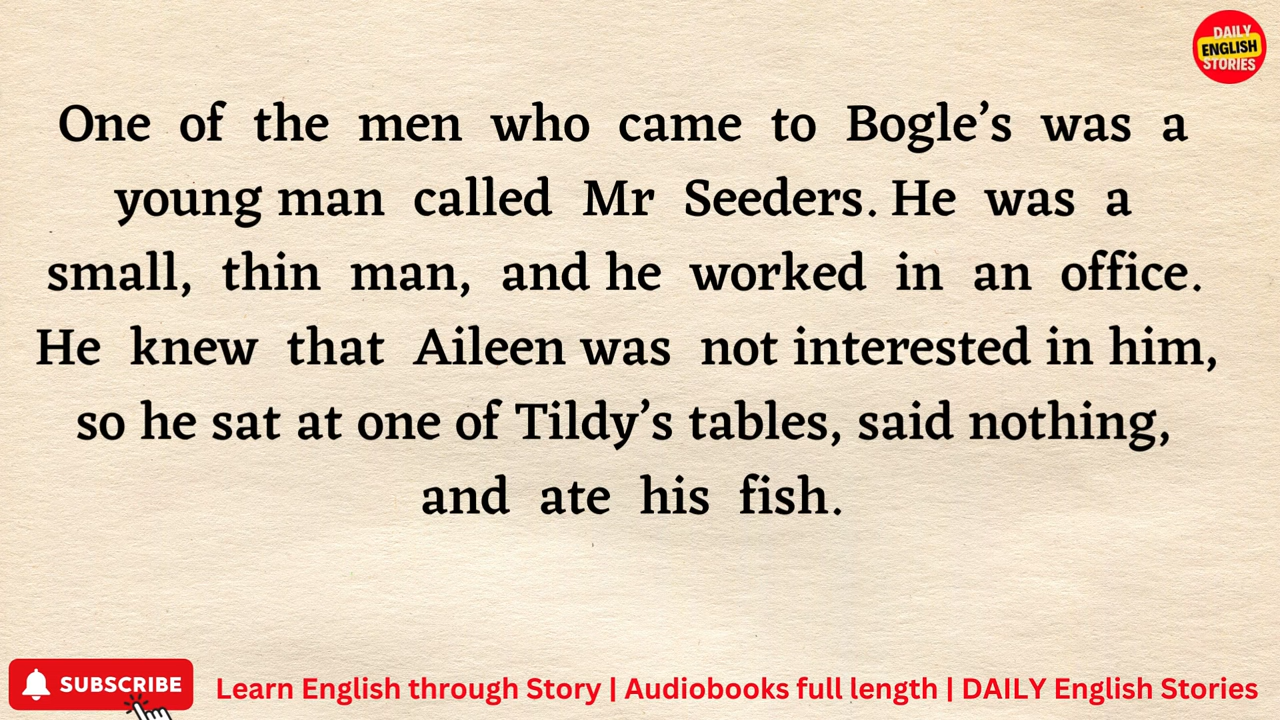 DAILY
ENGLISH
STORIES
One of the men who came to Bogle’s was a
young man called Mr Seeders. He was a
small, thin man, and he worked in an office.
He knew that Aileen was not interested in him,
so he sat at one of Tildy’s tables, said nothing,
and ate his fish.
SUBSCRIBE
Learn English through Story | Audiobooks full length | DAILY English Stories